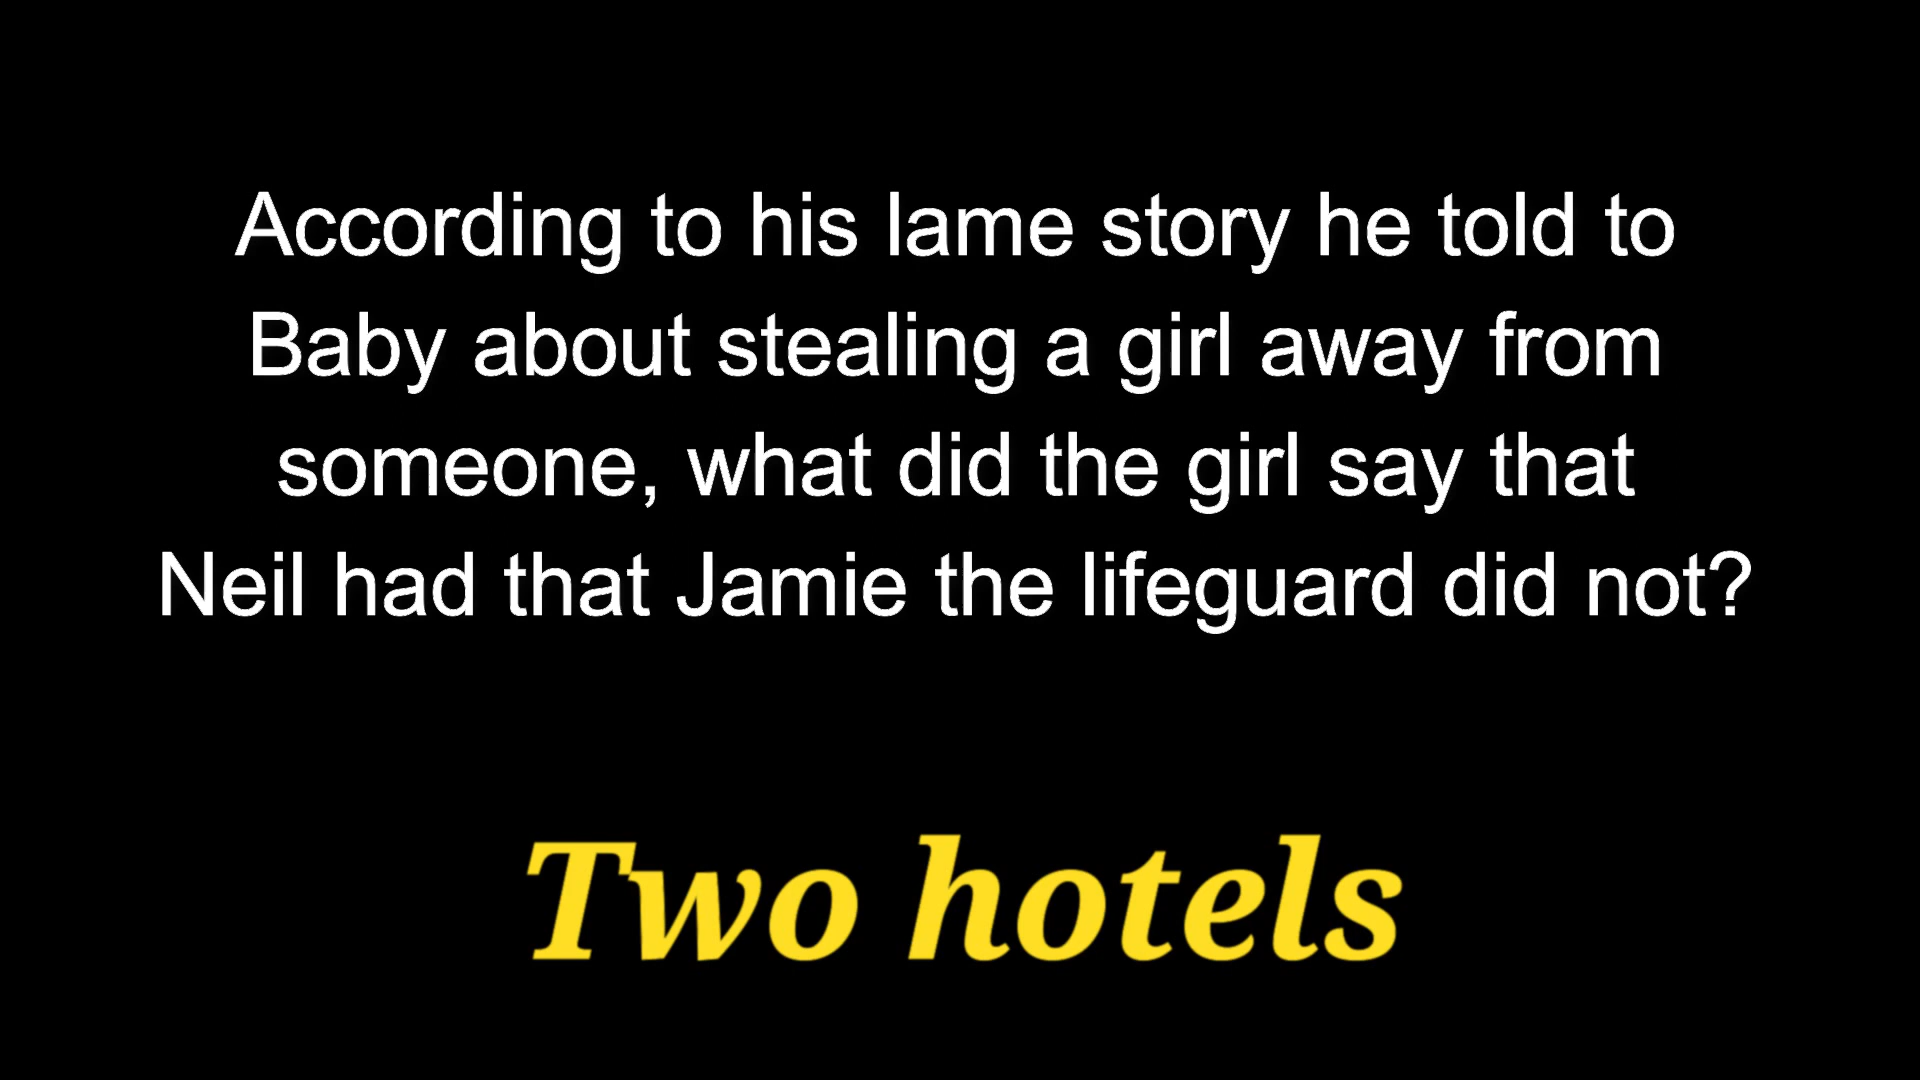 According to his lame story he told to
Baby about stealing a girl away from
someone, what did the girl say that
Neil had that Jamie the lifeguard did not?
Two hotels